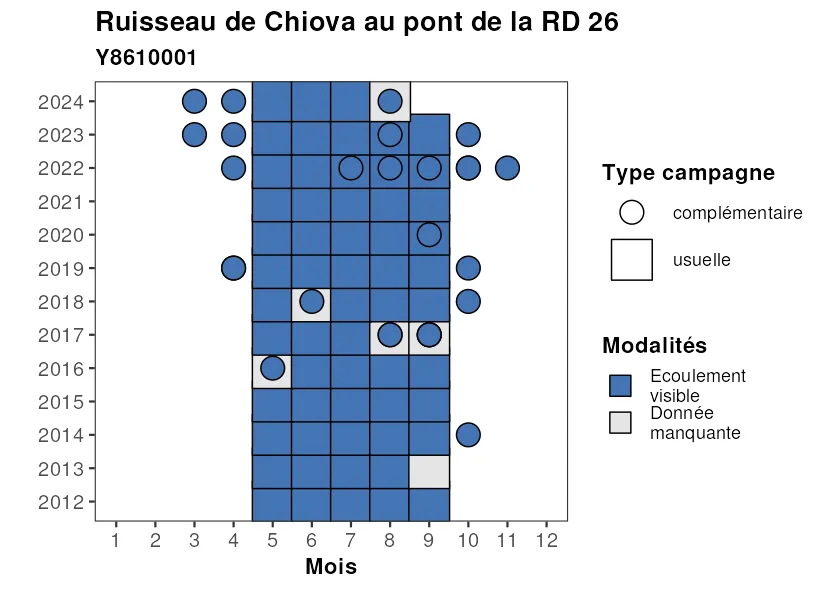 Ruisseau de Chiova au pont de la RD 26
Y8610001
2024
2023
2022
2021
2020
2019
2018
2017
2016
2015
2014
2013
2012
1 2 3 4 5 6 7 8 9 10 11 12
Mois
Type campagne
complémentaire
usuelle
Modalités
Ecoulement
visible
Donnée
manquante